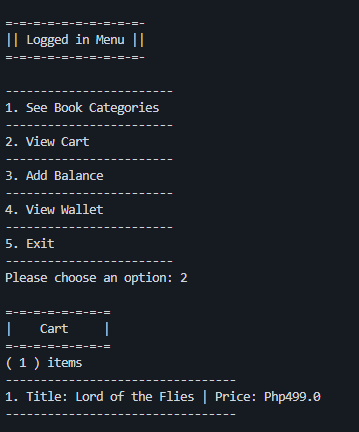 =-=-=-=-=-=-=-=-=-=-
|| Logged in Menu ||
=-=-=-=-=-=-=-=-=-=-
------------------------
1. See Book Categories
------------------------
2. View Cart
------------------------
3. Add Balance
------------------------
4. View Wallet
------------------------
5. Exit
------------------------
Please choose an option: 2
=-=-=-=-=-=-=-=
|    Cart     |
=-=-=-=-=-=-=-=
( 1 ) items
---------------------------------
1. Title: Lord of the Flies | Price: Php499.0
---------------------------------